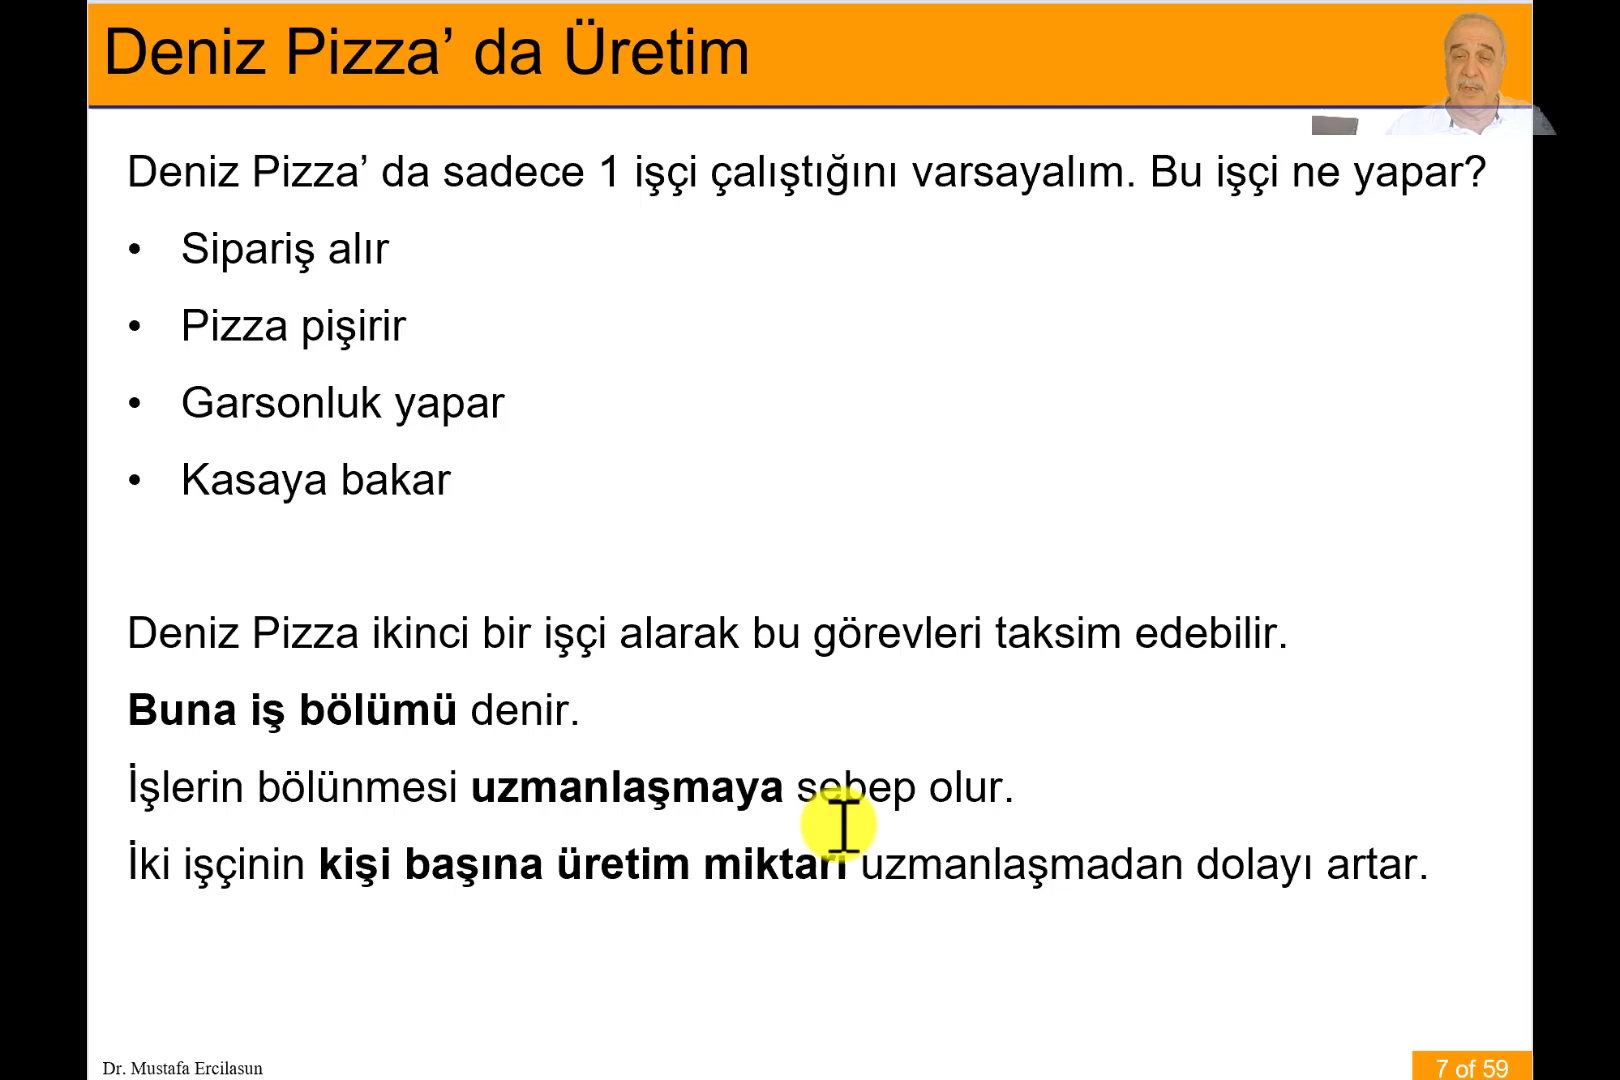 Deniz Pizza’ da Üretim
Deniz Pizza’ da sadece 1 işçi çalıştığını varsayalım. Bu işçi ne yapar?
• Sipariş alır
• Pizza pişirir
• Garsonluk yapar
• Kasaya bakar
Deniz Pizza ikinci bir işçi alarak bu görevleri taksim edebilir.
Buna iş bölümü denir.
İşlerin bölünmesi uzmanlaşmaya sebep olur.
İki işçinin kişi başına üretim miktarı uzmanlaşmadan dolayı artar.
Dr. Mustafa Ercilasun
7 of 59